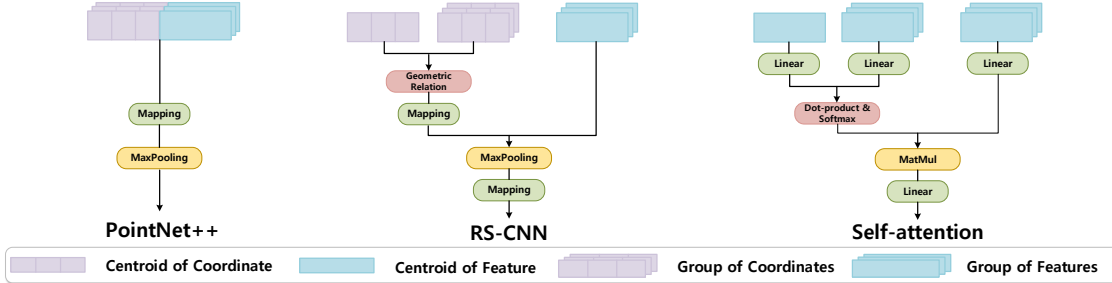 Mapping
MaxPooling
PointNet++
Geometric
Relation
Mapping
MaxPooling
Mapping
RS-CNN
Linear
Linear
Linear
Dot-product &
Softmax
MatMul
Linear
Self-attention
Centroid of Coordinate
Centroid of Feature
Group of Coordinates
Group of Features